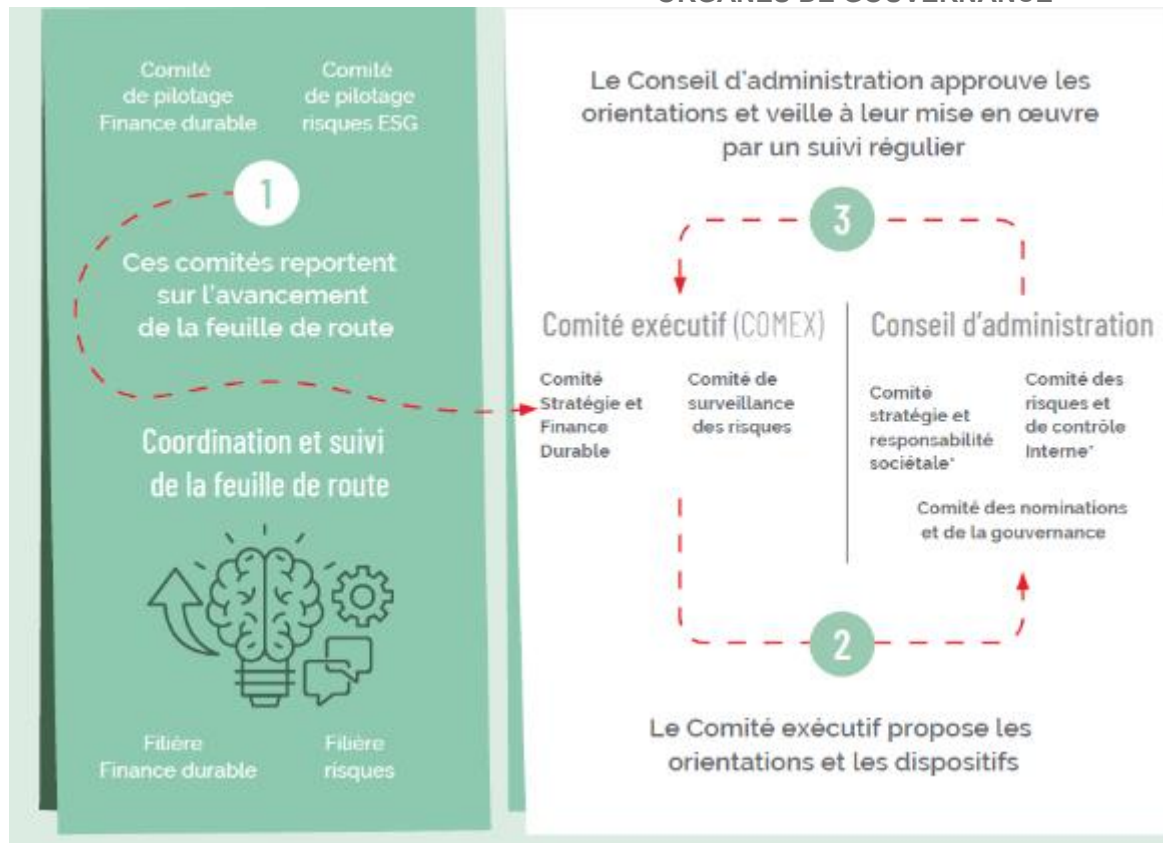 ORGANES DE GOUVERNANCE
Comité
de pilotage
Finance durable
Comité
de pilotage
risques ESG
1
Ces comités reportent
sur l'avancement
de la feuille de route
Coordination et suivi
de la feuille de route
Filière
Finance durable
Filière
risques
Le Conseil d'administration approuve les
orientations et veille à leur mise en œuvre
par un suivi régulier
3
Comité exécutif (COMEX)
Comité
Stratégie et
Finance
Durable
Comité de
surveillance
des risques
Conseil d'administration
Comité
stratégie et
responsabilité
sociétale*
Comité des
risques et
de contrôle
Interne*
Comité des nominations
et de la gouvernance
2
Le Comité exécutif propose les
orientations et les dispositifs